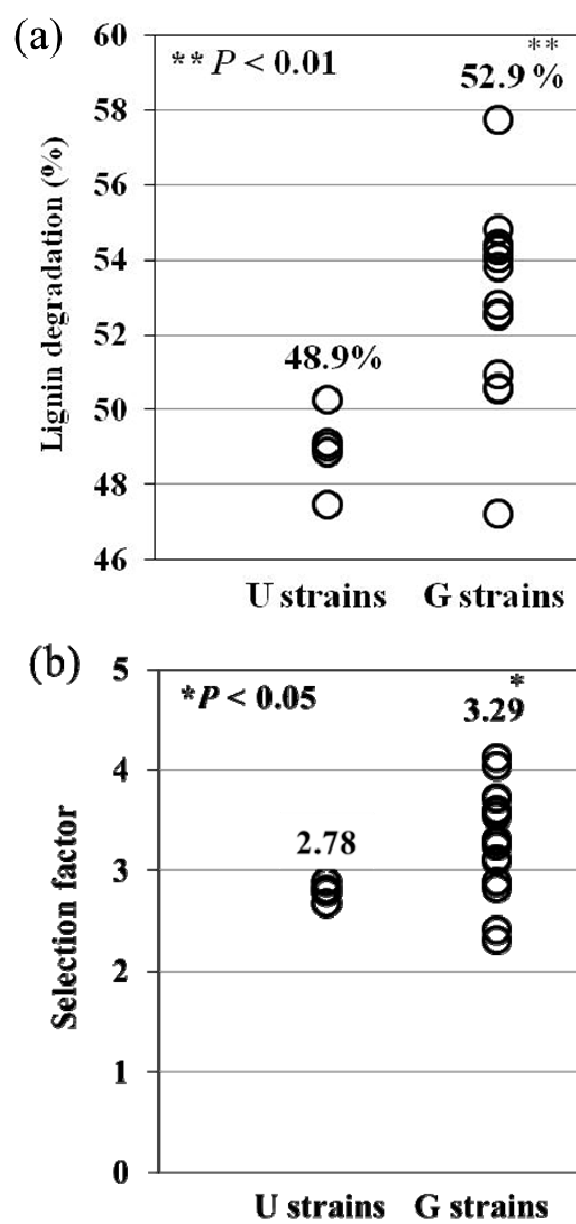 (a)
60
58
56
54
52
50
48
46
Lignin degradation (%)
** P < 0.01
**
52.9 %
48.9%
U strains G strains
(b)
5
4
3
2
1
0
Selection factor
*P < 0.05
*
3.29
2.78
U strains G strains